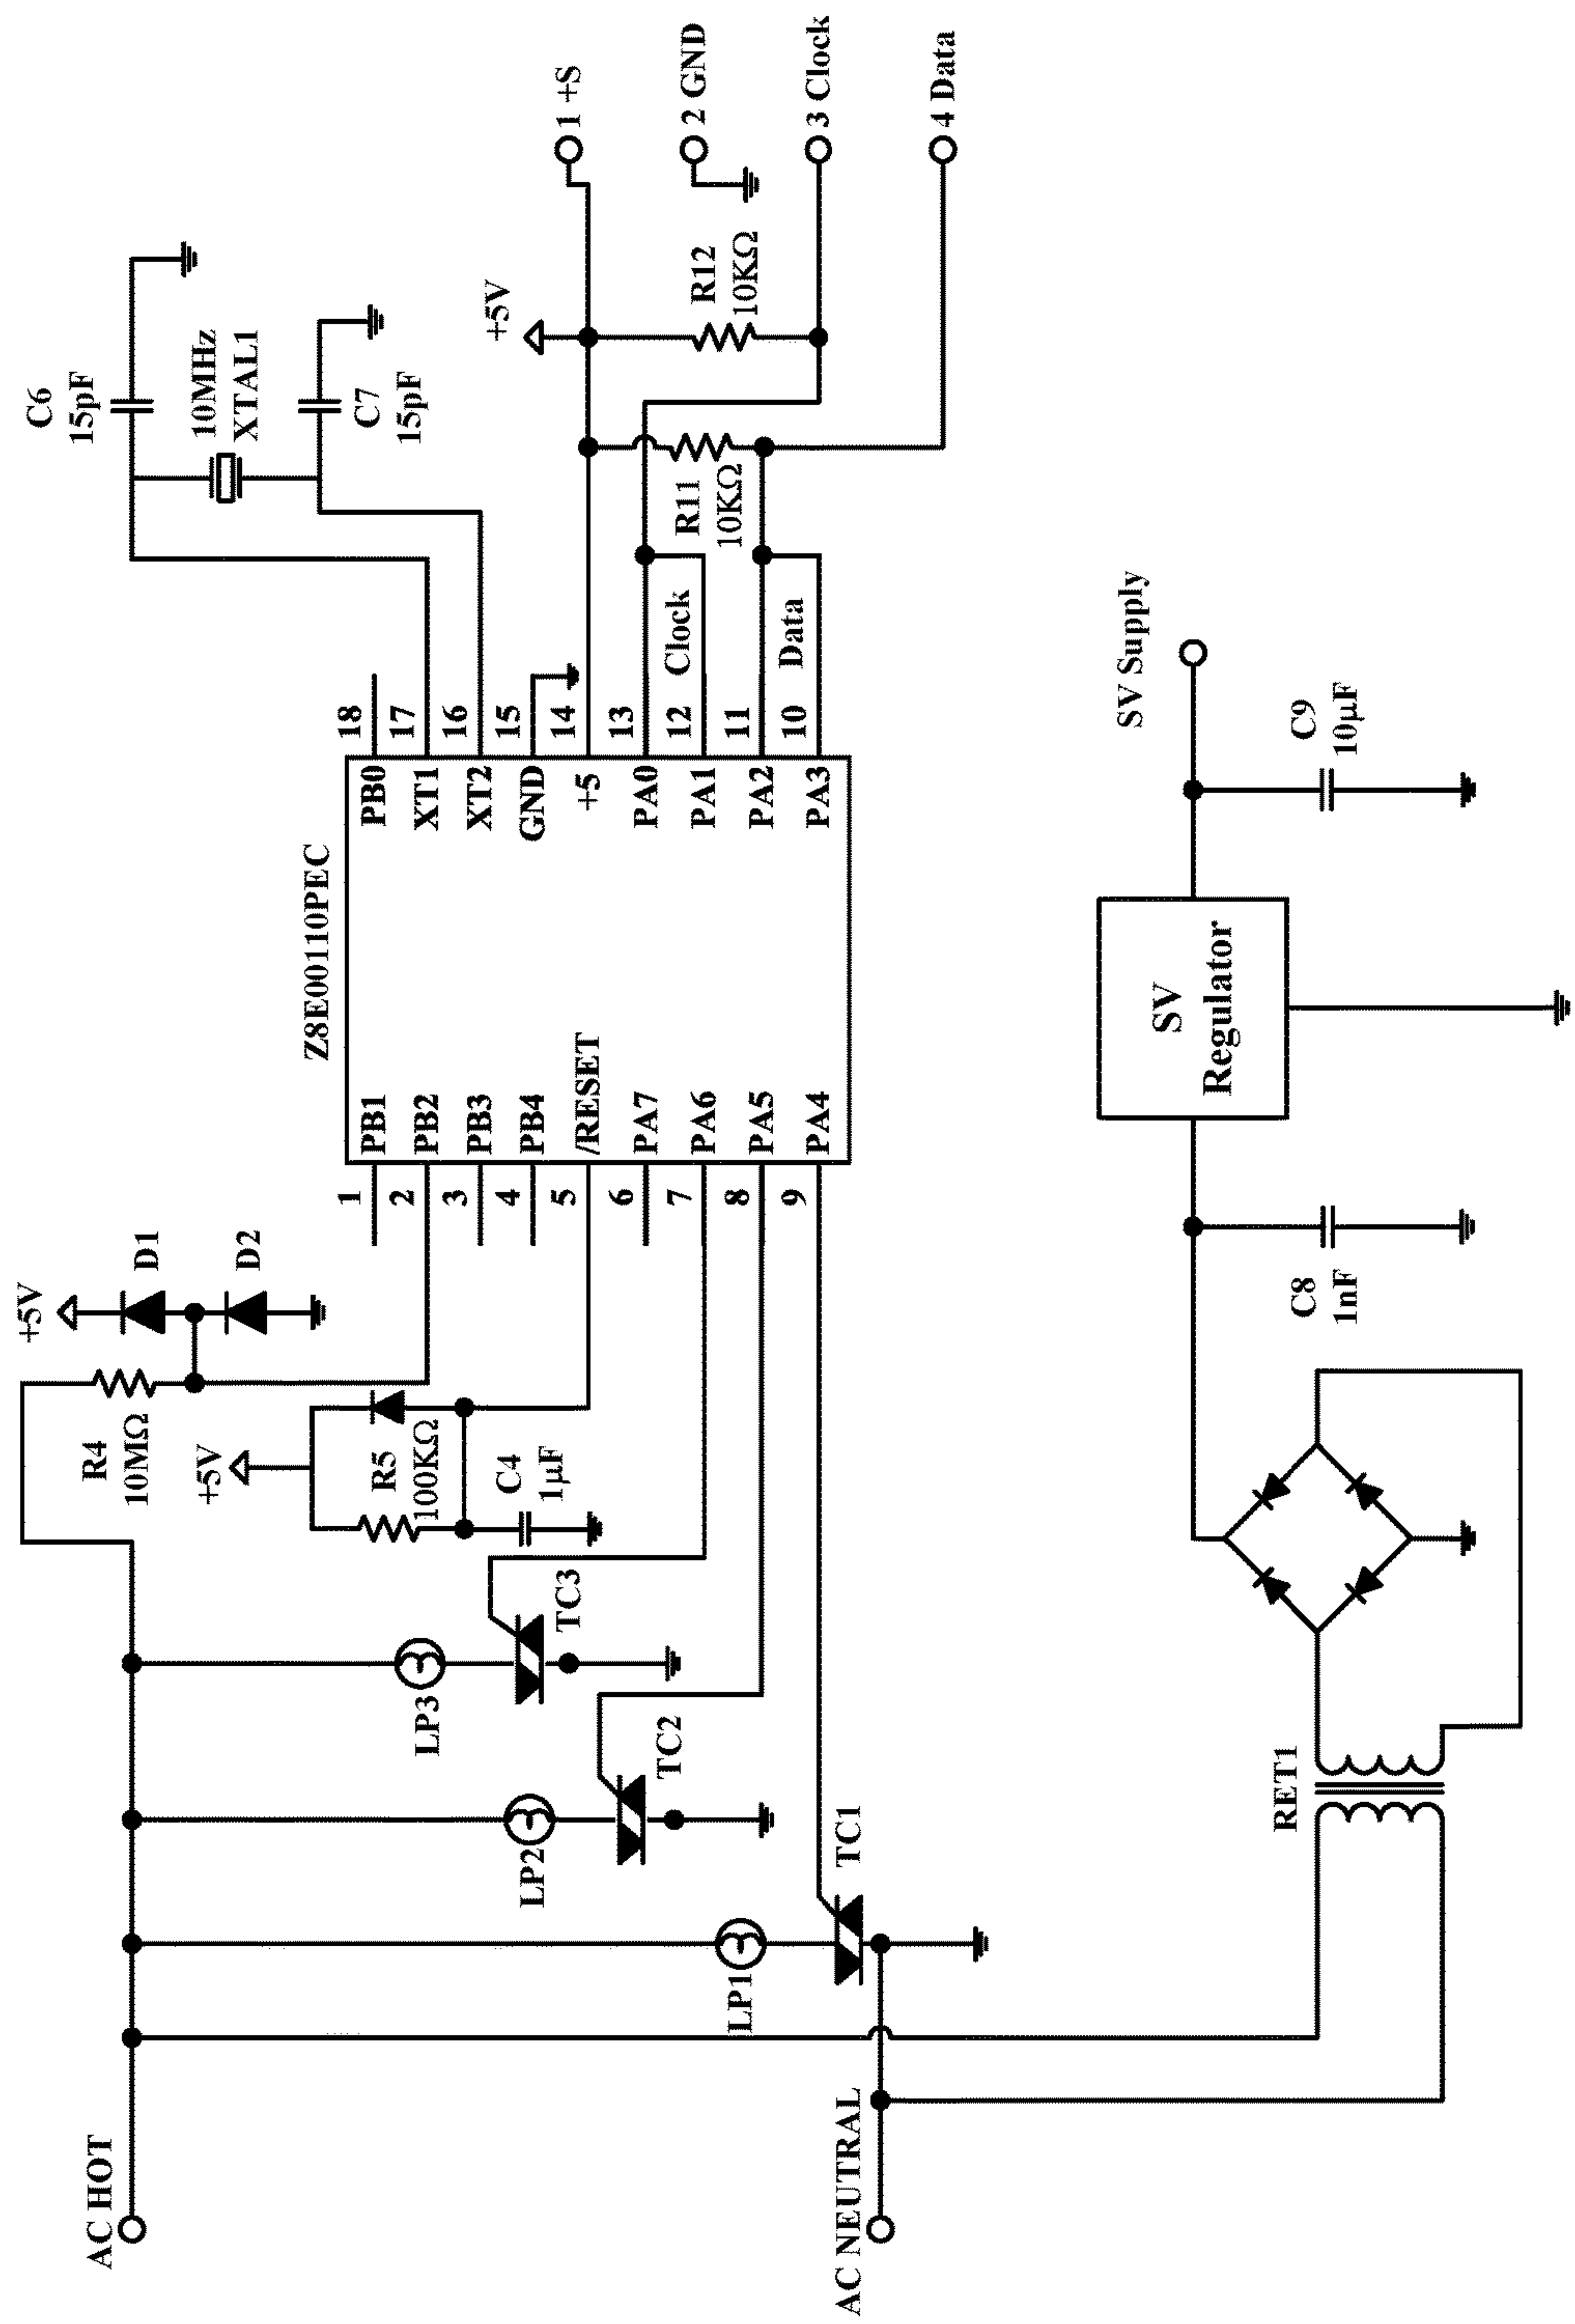 AC HOT
AC NEUTRAL
R4
10MΩ
+5V
D1
D2
+5V
R5
100KΩ
C4
1µF
LP3
TC3
LP2
TC2
LP1
TC1
Z8E00110PEC
1
PB1
2
PB2
3
PB3
4
PB4
5
/RESET
6
PA7
7
PA6
8
PA5
9
PA4
PB0
18
XT1
17
XT2
16
GND
15
+5
14
PA0
13
PA1
12
PA2
11
PA3
10
Clock
Data
C6
15pF
10MHz
XTAL1
C7
15pF
+5V
R11
10KΩ
R12
10KΩ
1 +S
2 GND
3 Clock
4 Data
RET1
C8
1nF
SV
Regulator
C9
10µF
SV Supply